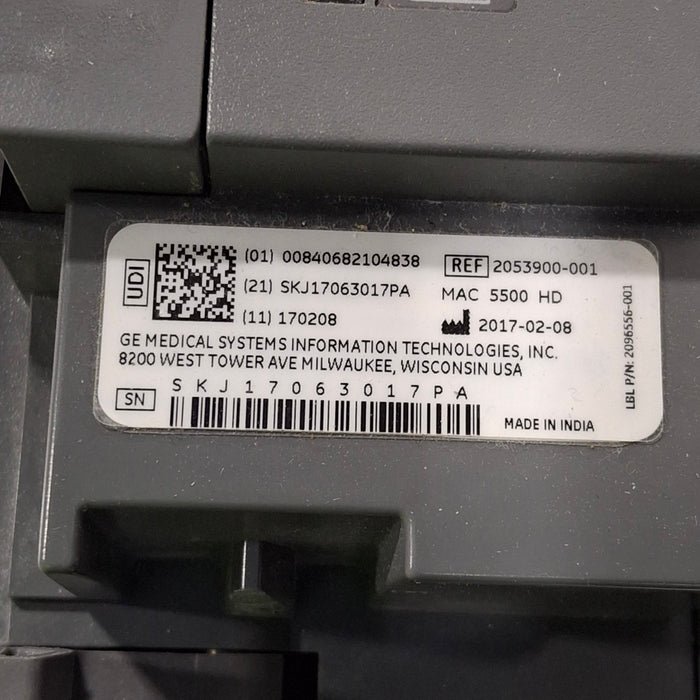 UDI
(01) 00840682104838
(21) SKJ17063017PA
(11) 170208
REF 2053900-001
MAC 5500 HD
2017-02-08
GE MEDICAL SYSTEMS INFORMATION TECHNOLOGIES, INC.
8200 WEST TOWER AVE MILWAUKEE, WISCONSIN USA
SN
SKJ17063017PA
MADE IN INDIA
LBL P/N: 2096556-001